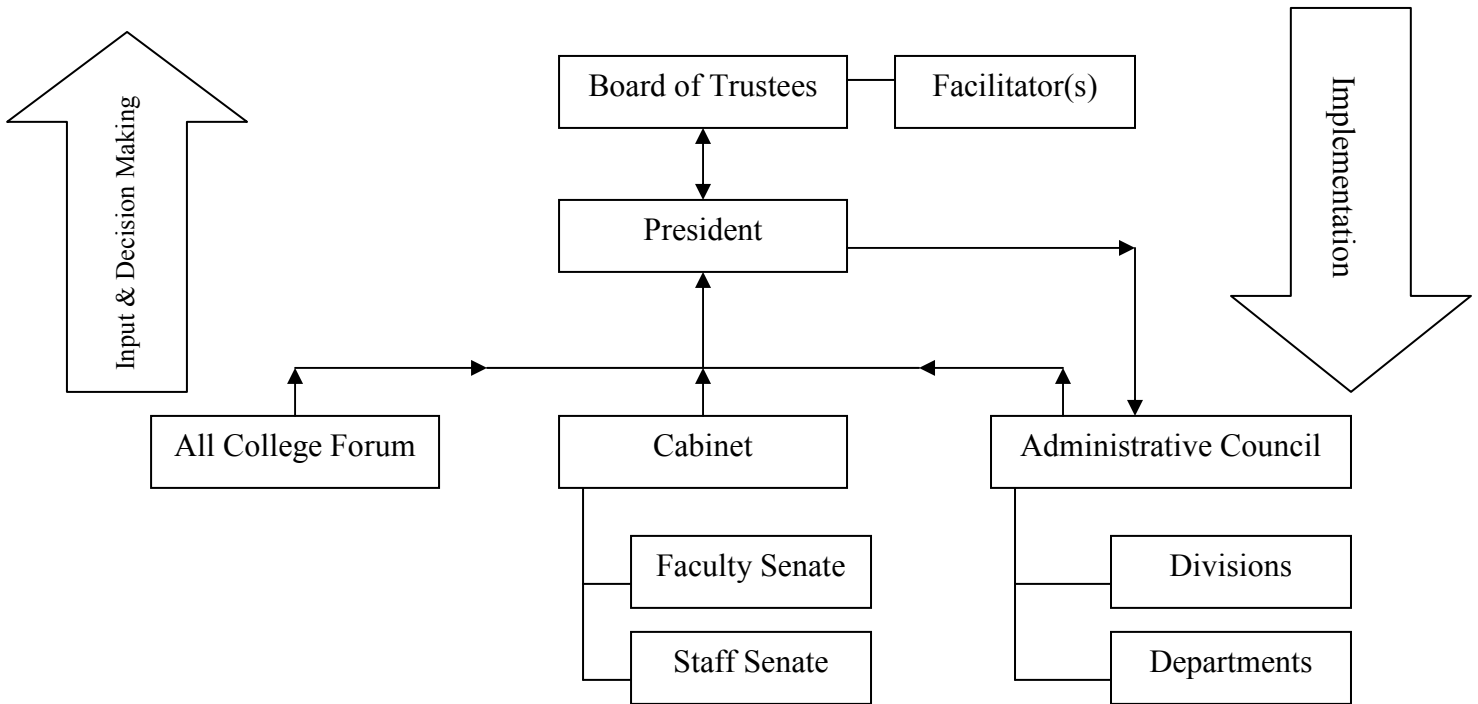 Input & Decision Making
Board of Trustees
Facilitator(s)
Implementation
President
All College Forum
Cabinet
Administrative Council
Faculty Senate
Divisions
Staff Senate
Departments